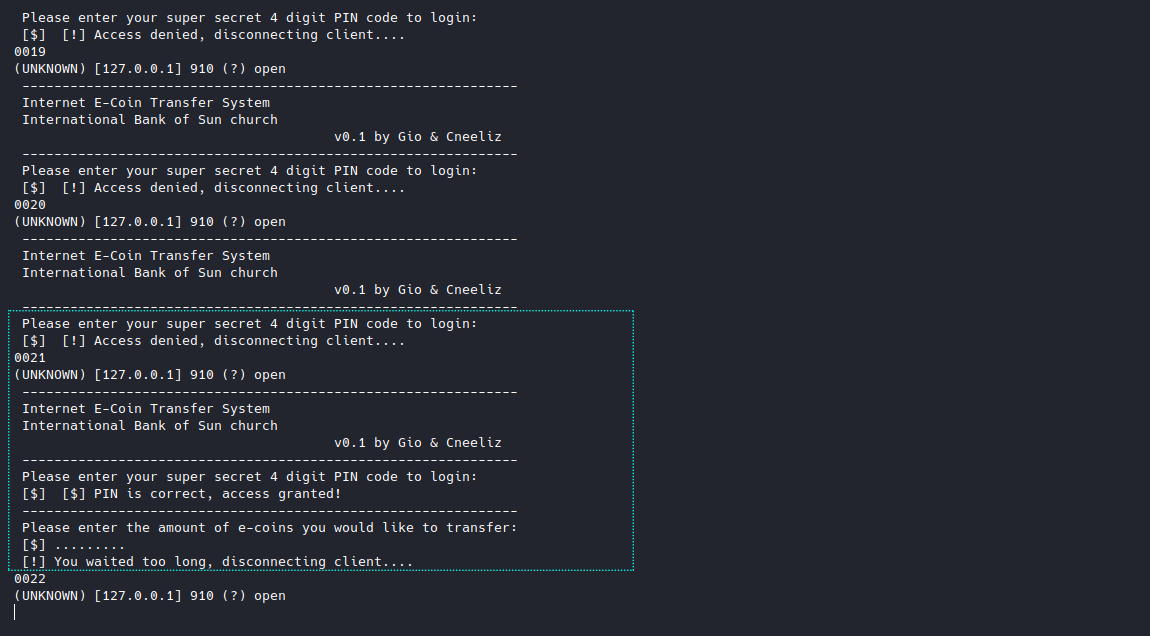 Please enter your super secret 4 digit PIN code to login:
[$]  [!] Access denied, disconnecting client....
0019
(UNKNOWN) [127.0.0.1] 910 (?) open
--------------------------------------------------------------
Internet E-Coin Transfer System
International Bank of Sun church
                                       v0.1 by Gio & Cneeliz
--------------------------------------------------------------
Please enter your super secret 4 digit PIN code to login:
[$]  [!] Access denied, disconnecting client....
0020
(UNKNOWN) [127.0.0.1] 910 (?) open
--------------------------------------------------------------
Internet E-Coin Transfer System
International Bank of Sun church
                                       v0.1 by Gio & Cneeliz
--------------------------------------------------------------
Please enter your super secret 4 digit PIN code to login:
[$]  [!] Access denied, disconnecting client....
0021
(UNKNOWN) [127.0.0.1] 910 (?) open
--------------------------------------------------------------
Internet E-Coin Transfer System
International Bank of Sun church
                                       v0.1 by Gio & Cneeliz
--------------------------------------------------------------
Please enter your super secret 4 digit PIN code to login:
[$]  [$] PIN is correct, access granted!
--------------------------------------------------------------
Please enter the amount of e-coins you would like to transfer:
[$] .........
[!] You waited too long, disconnecting client....
0022
(UNKNOWN) [127.0.0.1] 910 (?) open